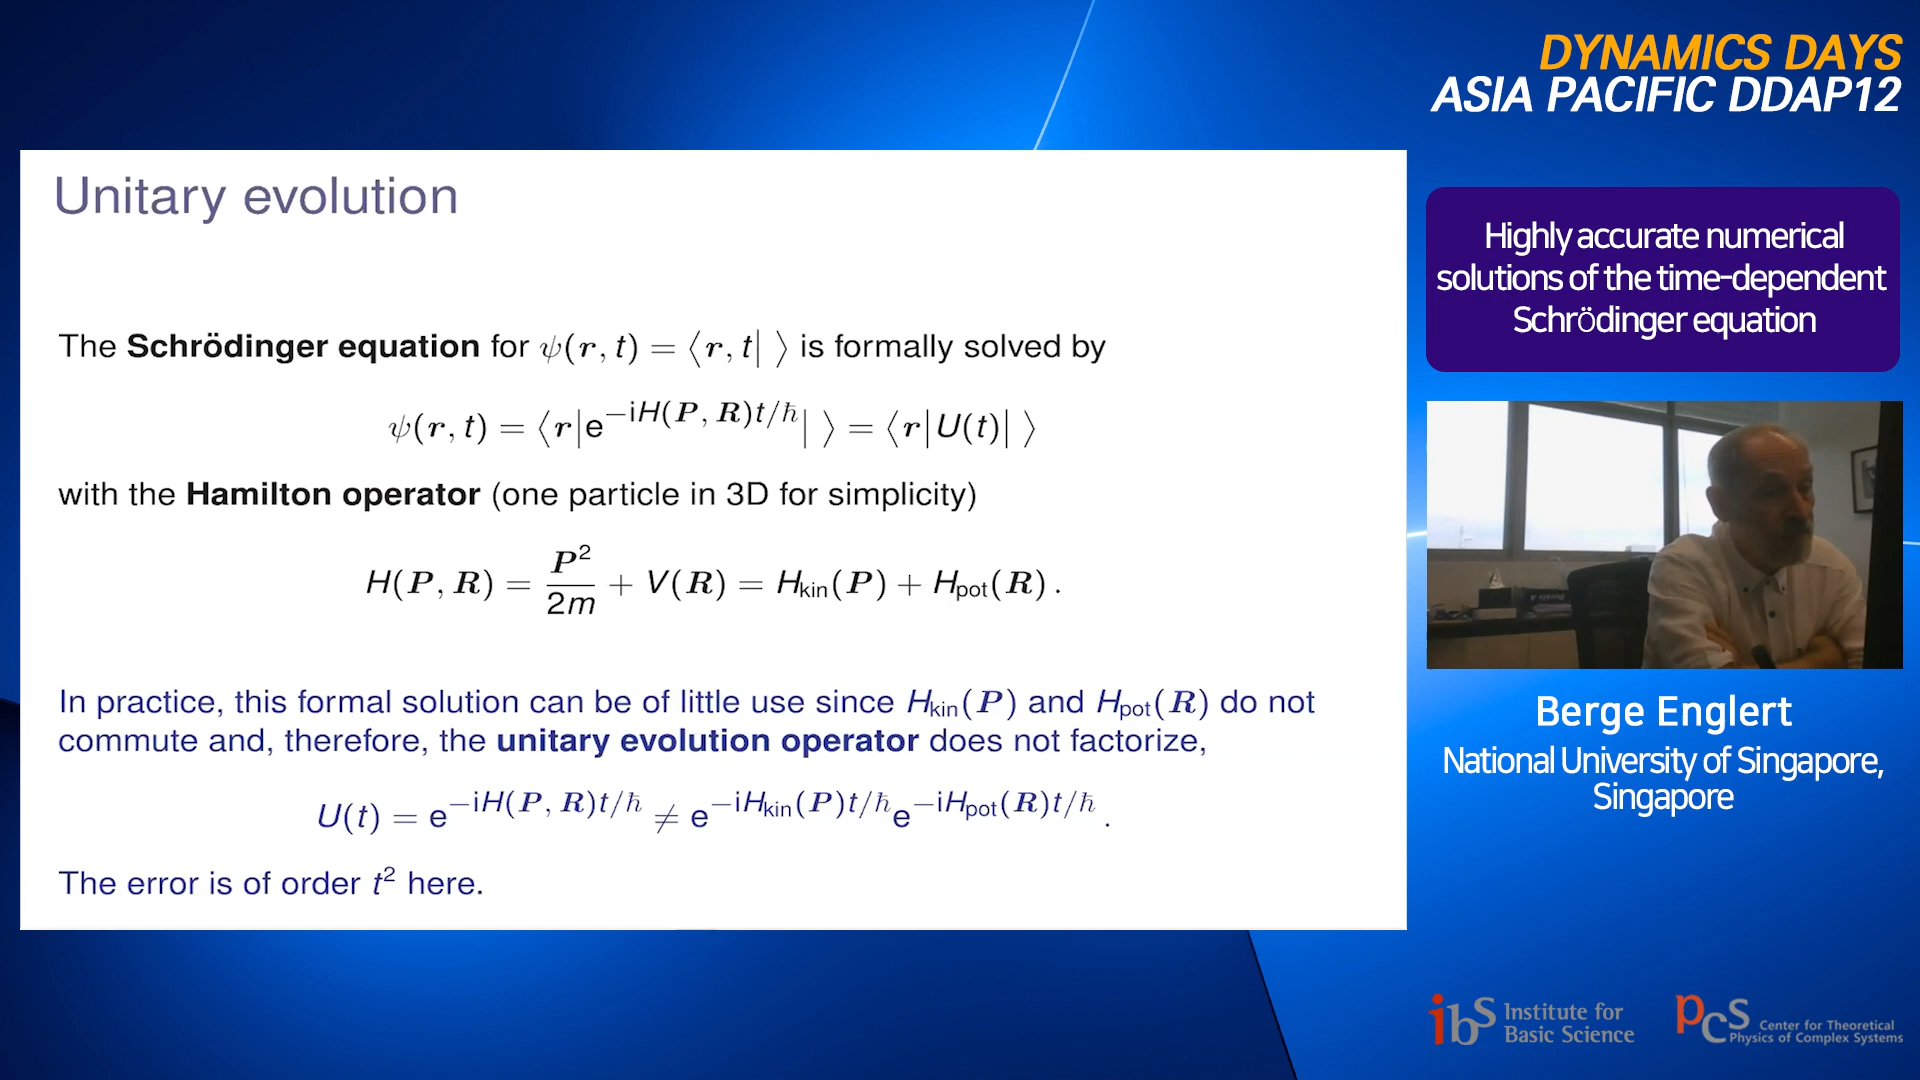 DYNAMICS DAYS
ASIA PACIFIC DDAP12
Unitary evolution
The Schrödinger equation for ψ(r, t) = ⟨r, t| ⟩ is formally solved by
ψ(r, t) = ⟨r|e^{−iH(P, R)t/ħ}| ⟩ = ⟨r|U(t)| ⟩
with the Hamilton operator (one particle in 3D for simplicity)
H(P, R) = P²/2m + V(R) = H_kin(P) + H_pot(R) .
In practice, this formal solution can be of little use since H_kin(P) and H_pot(R) do not
commute and, therefore, the unitary evolution operator does not factorize,
U(t) = e^{−iH(P, R)t/ħ} ≠ e^{−iH_kin(P)t/ħ} e^{−iH_pot(R)t/ħ} .
The error is of order t² here.
Highly accurate numerical
solutions of the time-dependent
Schrödinger equation
Berge Englert
National University of Singapore,
Singapore
ibs Institute for
Basic Science
pcs Center for Theoretical
Physics of Complex Systems